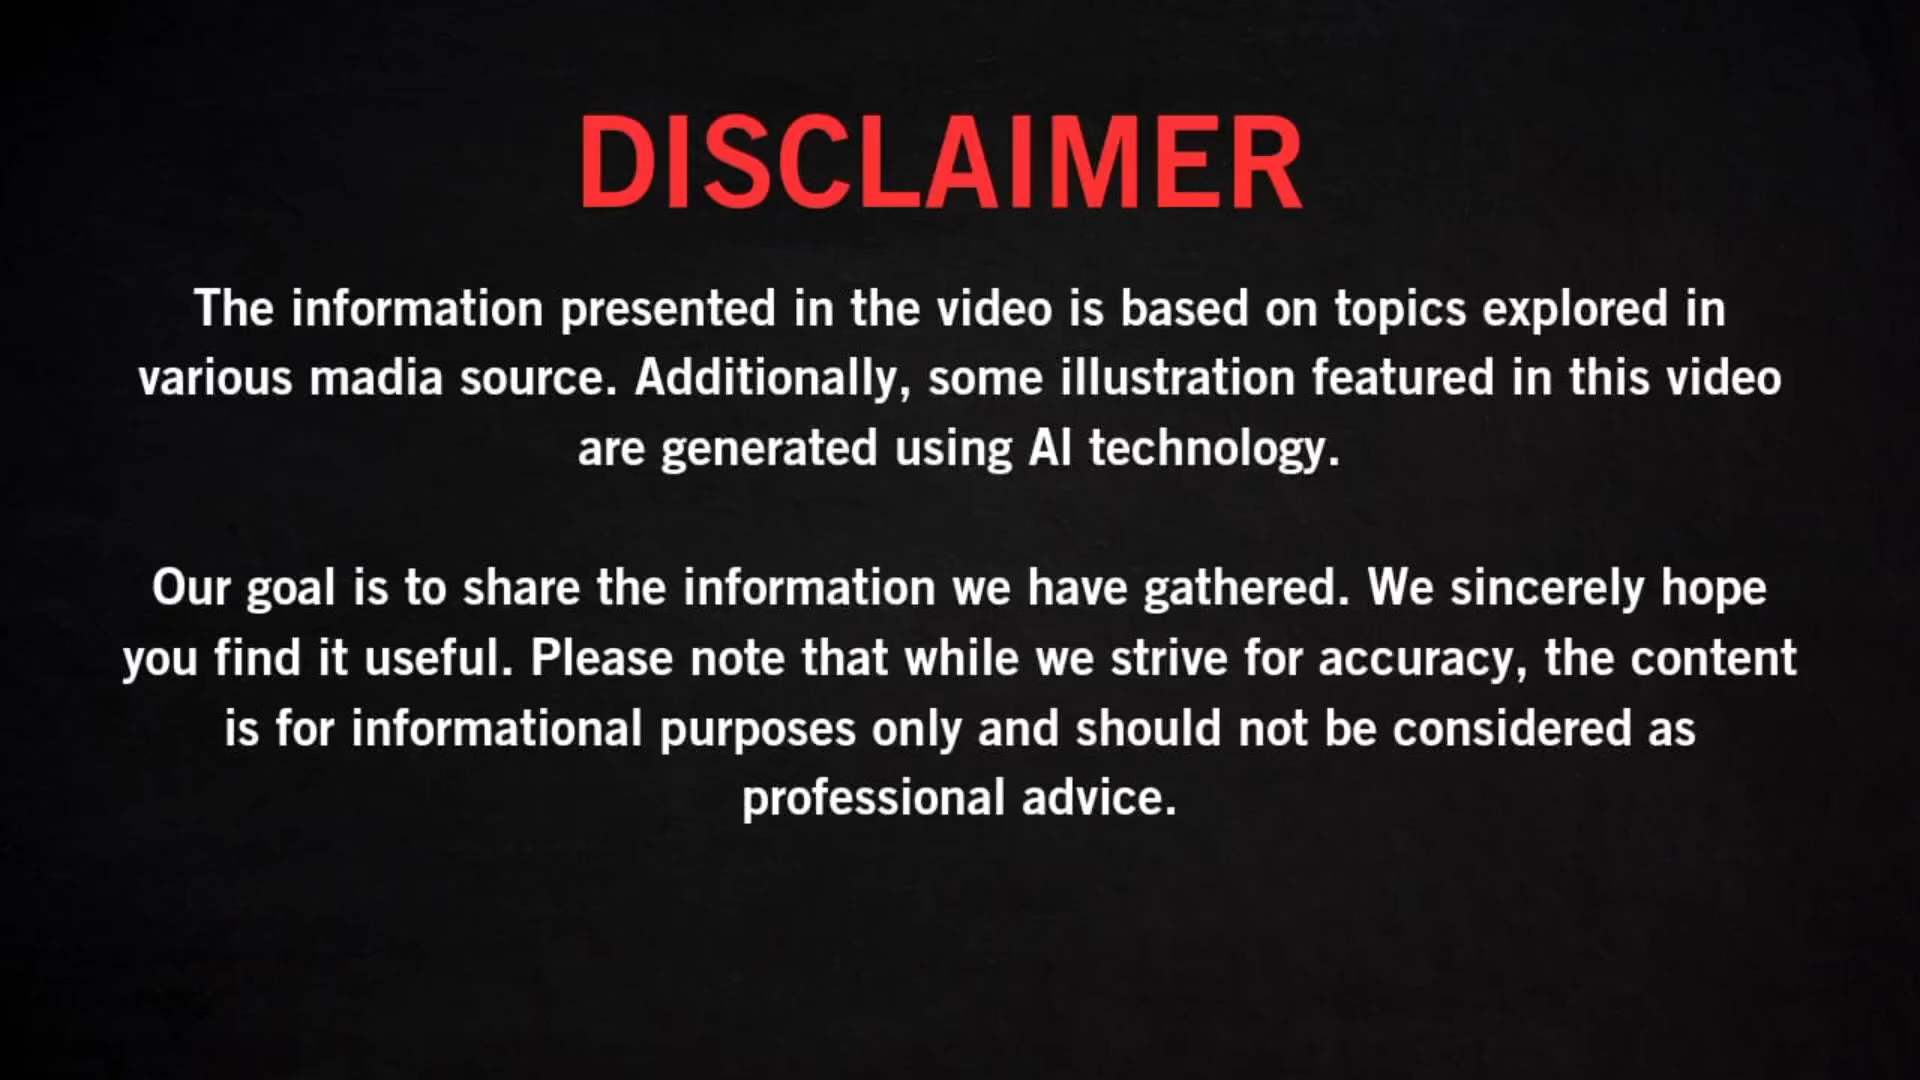 DISCLAIMER
The information presented in the video is based on topics explored in
various madia source. Additionally, some illustration featured in this video
are generated using AI technology.
Our goal is to share the information we have gathered. We sincerely hope
you find it useful. Please note that while we strive for accuracy, the content
is for informational purposes only and should not be considered as
professional advice.